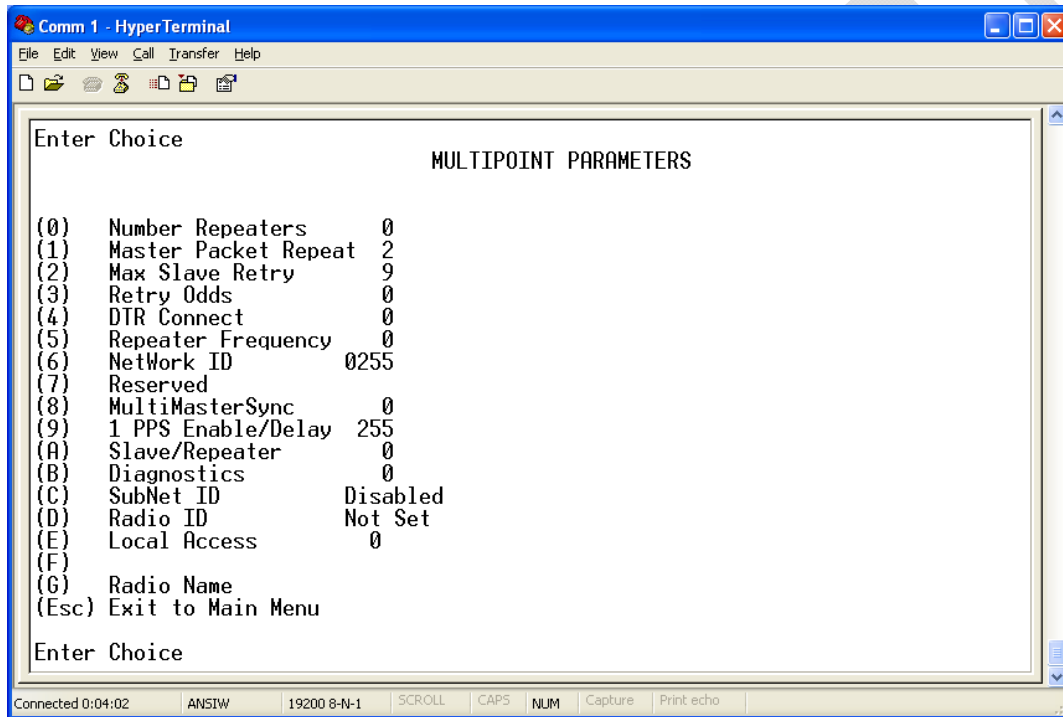 Comm 1 - HyperTerminal
File Edit View Call Transfer Help
Enter Choice
MULTIPOINT PARAMETERS
(0) Number Repeaters 0
(1) Master Packet Repeat 2
(2) Max Slave Retry 9
(3) Retry Odds 0
(4) DTR Connect 0
(5) Repeater Frequency 0
(6) NetWork ID 0255
(7) Reserved
(8) MultiMasterSync 0
(9) 1 PPS Enable/Delay 255
(A) Slave/Repeater 0
(B) Diagnostics 0
(C) SubNet ID Disabled
(D) Radio ID Not Set
(E) Local Access 0
(F)
(G) Radio Name
(Esc) Exit to Main Menu
Enter Choice
Connected 0:04:02 ANSIW 19200 8-N-1 SCROLL CAPS NUM Capture Print echo